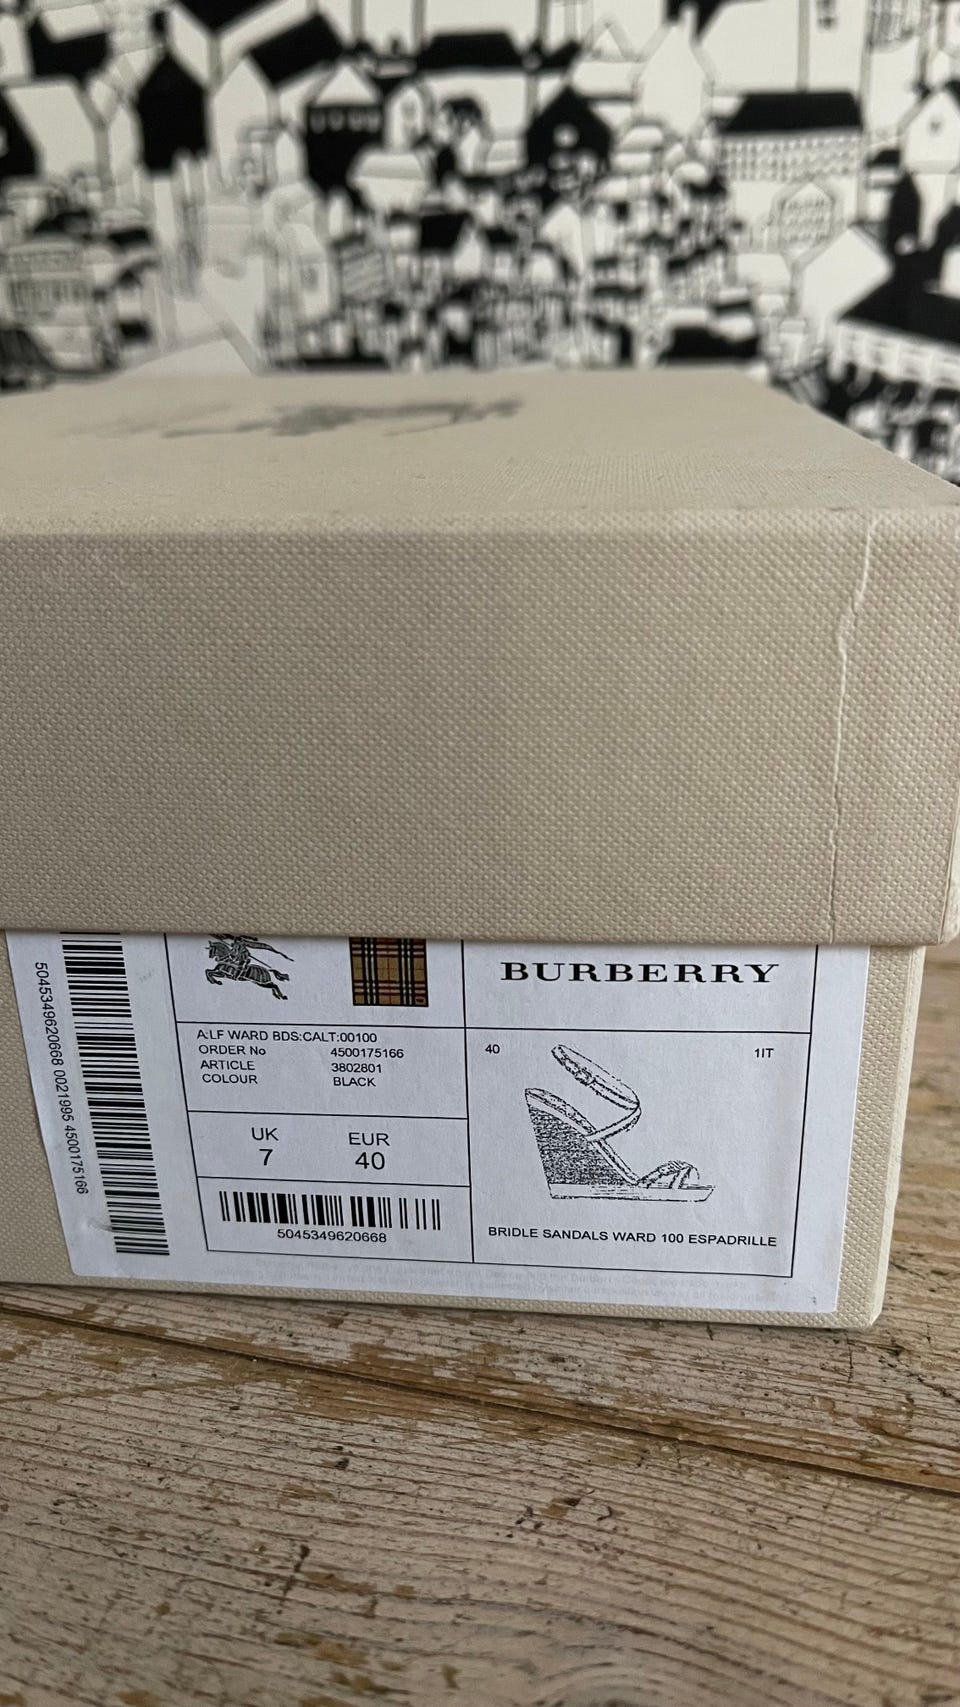 5045349620668 0021995 4500175166
BURBERRY
A:LF WARD BDS:CALT:00100
ORDER No 4500175166
ARTICLE 3802801
COLOUR BLACK
UK EUR
7 40
5045349620668
40 1IT
BRIDLE SANDALS WARD 100 ESPADRILLE